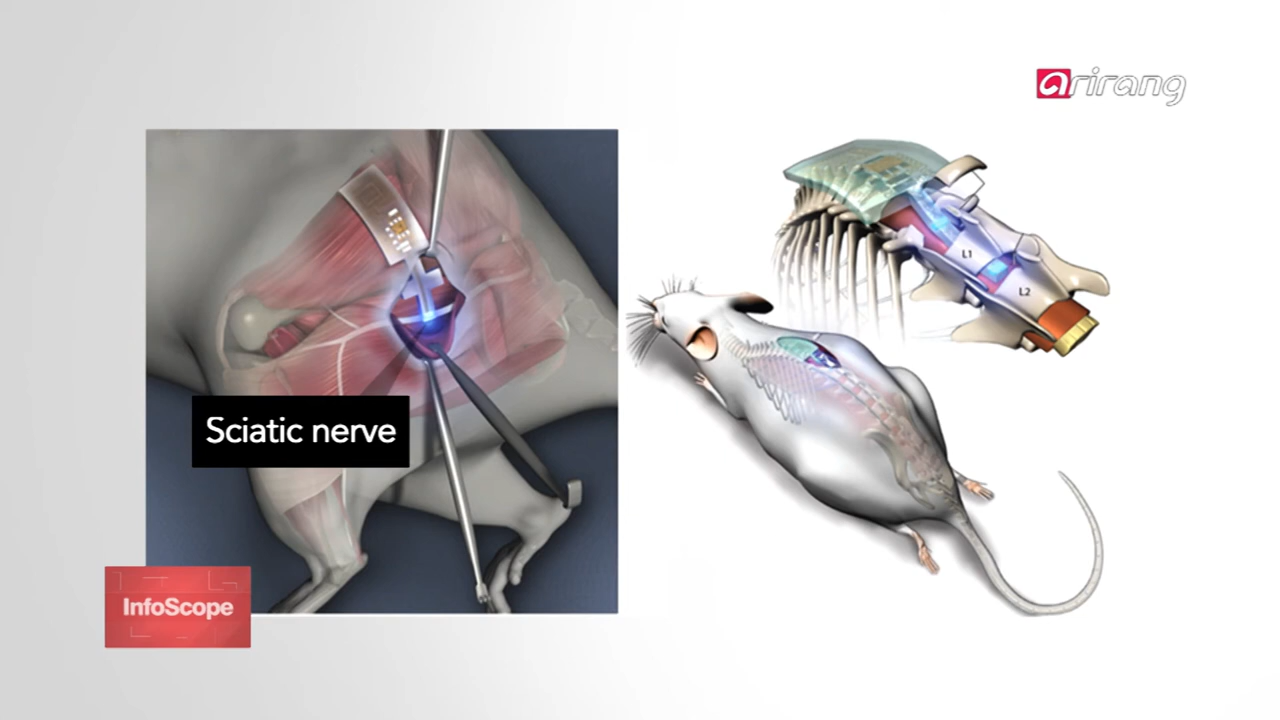 arirang
L1
L2
Sciatic nerve
InfoScope